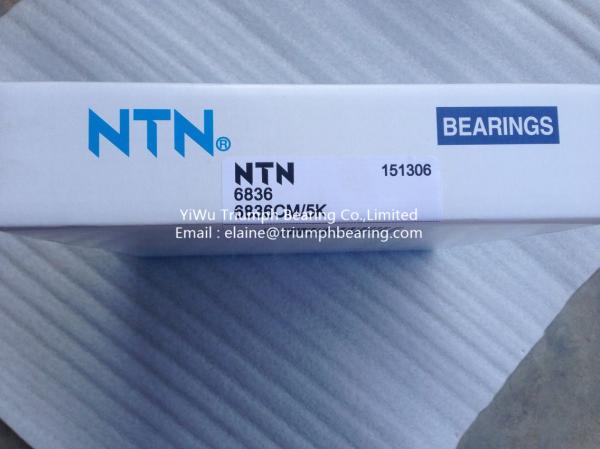 NTN®
BEARINGS
NTN 151306
6836
6836CM/5K
YiWu Triumph Bearing Co.,Limited
Email : elaine@triumphbearing.com